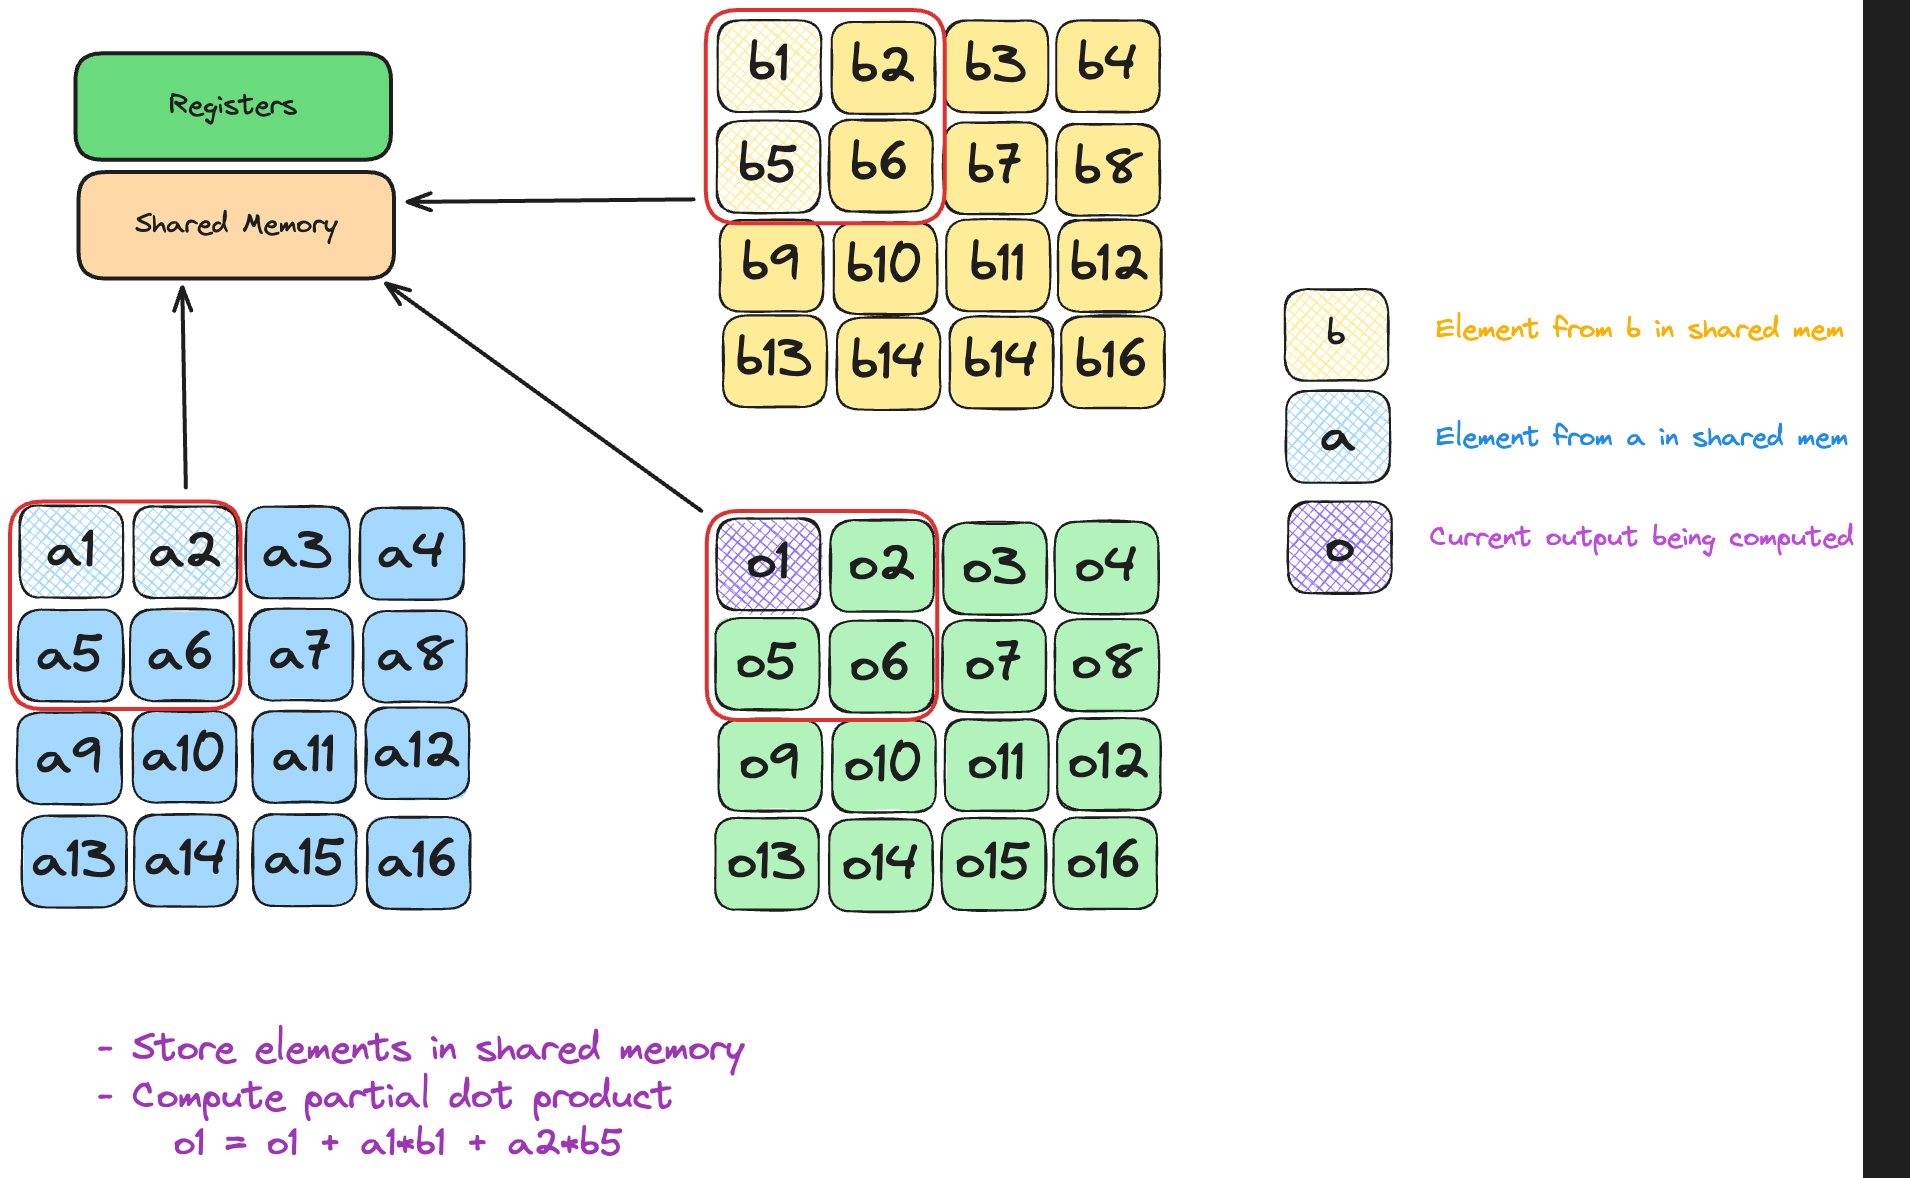 Registers
Shared Memory
b1 b2 b3 b4
b5 b6 b7 b8
b9 b10 b11 b12
b13 b14 b14 b16
b Element from b in shared mem
a Element from a in shared mem
o Current output being computed
a1 a2 a3 a4
a5 a6 a7 a8
a9 a10 a11 a12
a13 a14 a15 a16
o1 o2 o3 o4
o5 o6 o7 o8
o9 o10 o11 o12
o13 o14 o15 o16
- Store elements in shared memory
- Compute partial dot product
o1 = o1 + a1*b1 + a2*b5